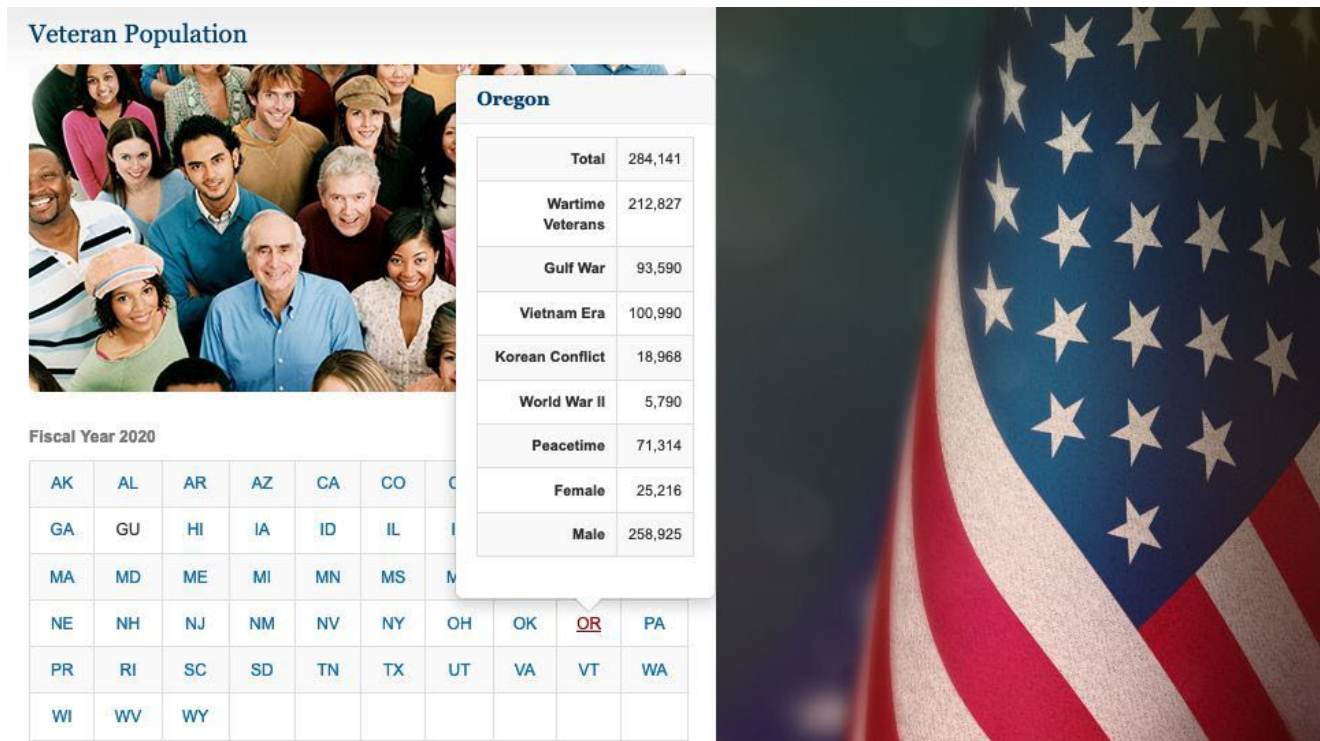 Veteran Population
Oregon
Total 284,141
Wartime Veterans 212,827
Gulf War 93,590
Vietnam Era 100,990
Korean Conflict 18,968
World War II 5,790
Peacetime 71,314
Female 25,216
Male 258,925
Fiscal Year 2020
AK AL AR AZ CA CO
GA GU HI IA ID IL
MA MD ME MI MN MS
NE NH NJ NM NV NY OH OK OR PA
PR RI SC SD TN TX UT VA VT WA
WI WV WY